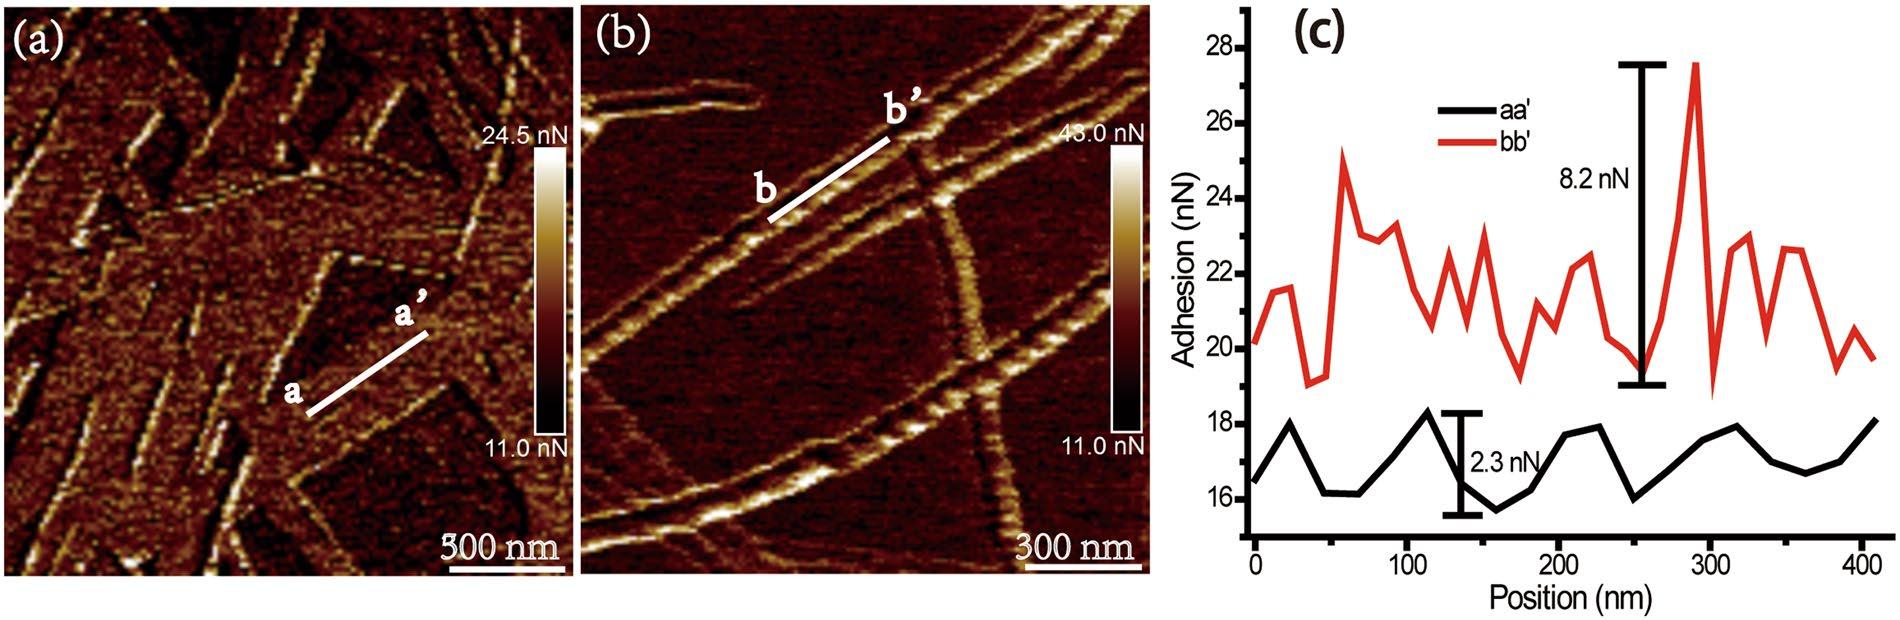 (a)
24.5 nN
a’
a
11.0 nN
500 nm
(b)
b’
43.0 nN
b
11.0 nN
300 nm
(c)
28
26
24
22
20
18
16
Adhesion (nN)
aa'
bb'
8.2 nN
2.3 nN
0 100 200 300 400
Position (nm)